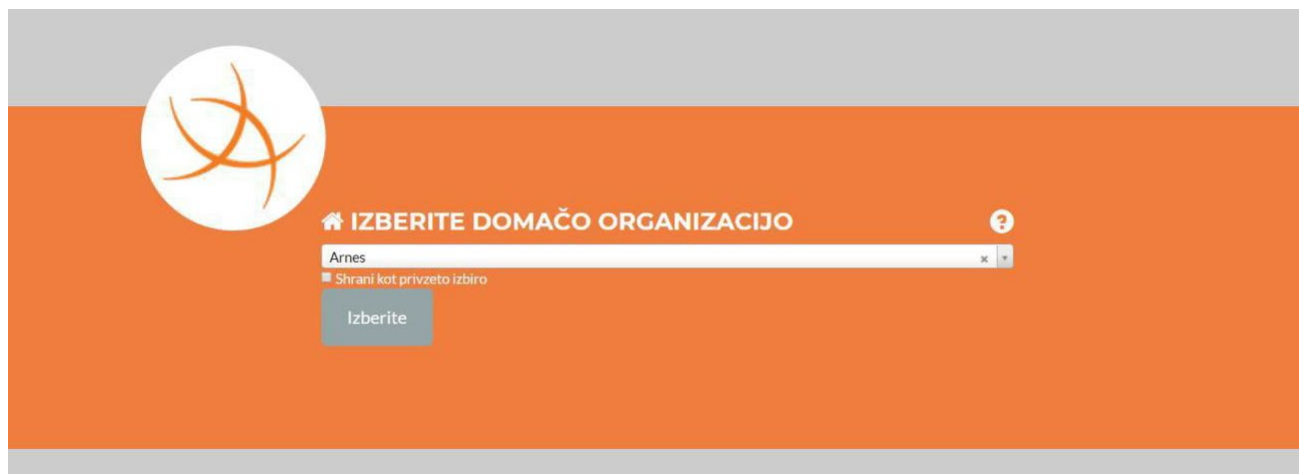 IZBERITE DOMAČO ORGANIZACIJO
Arnes
Shrani kot privzeto izbiro
Izberite